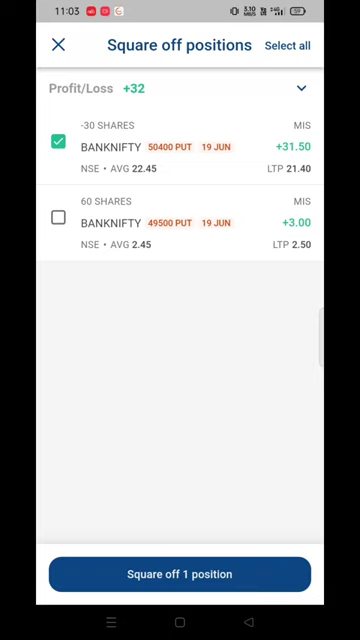 11:03
Square off positions Select all
Profit/Loss +32
-30 SHARES MIS
BANKNIFTY 50400 PUT 19 JUN +31.50
NSE • AVG 22.45 LTP 21.40
60 SHARES MIS
BANKNIFTY 49500 PUT 19 JUN +3.00
NSE • AVG 2.45 LTP 2.50
Square off 1 position